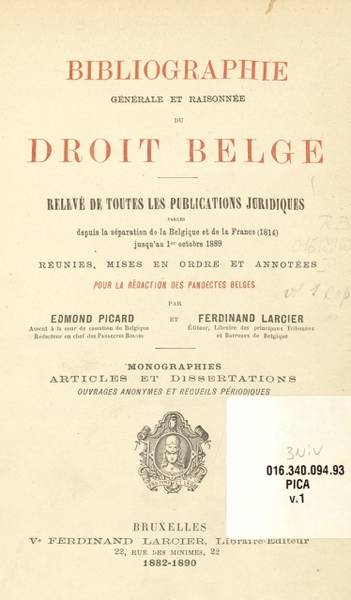 BIBLIOGRAPHIE
GÉNÉRALE ET RAISONNÉE
DU
DROIT BELGE
RELEVÉ DE TOUTES LES PUBLICATIONS JURIDIQUES
PARUES
depuis la séparation de la Belgique et de la France (1814)
jusqu'au 1er octobre 1889
RÉUNIES, MISES EN ORDRE ET ANNOTÉES
POUR LA RÉDACTION DES PANDECTES BELGES
PAR
EDMOND PICARD
Avocat à la cour de cassation de Belgique
Rédacteur en chef des PANDECTES BELGES
ET
FERDINAND LARCIER
Éditeur, Libraire des principaux Tribunaux
et Barreaux de Belgique
MONOGRAPHIES
ARTICLES ET DISSERTATIONS
OUVRAGES ANONYMES ET RECUEILS PÉRIODIQUES
3NiV
016.340.094.93
PICA
v.1
BRUXELLES
Ve FERDINAND LARCIER, Libraire-Éditeur
22, RUE DES MINIMES, 22
1882-1890